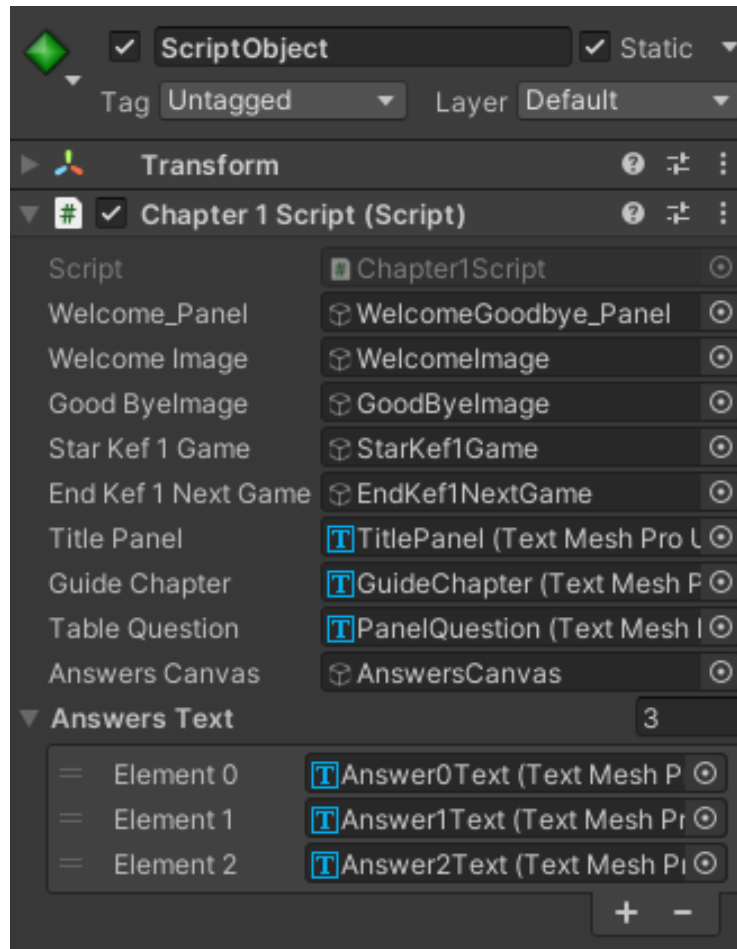 ScriptObject Static
Tag Untagged Layer Default
Transform
# Chapter 1 Script (Script)
Script # Chapter1Script
Welcome_Panel WelcomeGoodbye_Panel
Welcome Image WelcomeImage
Good ByeImage GoodByeImage
Star Kef 1 Game StarKef1Game
End Kef 1 Next Game EndKef1NextGame
Title Panel T TitlePanel (Text Mesh Pro U
Guide Chapter T GuideChapter (Text Mesh P
Table Question T PanelQuestion (Text Mesh
Answers Canvas AnswersCanvas
Answers Text 3
Element 0 T Answer0Text (Text Mesh P
Element 1 T Answer1Text (Text Mesh Pr
Element 2 T Answer2Text (Text Mesh Pr
+ −